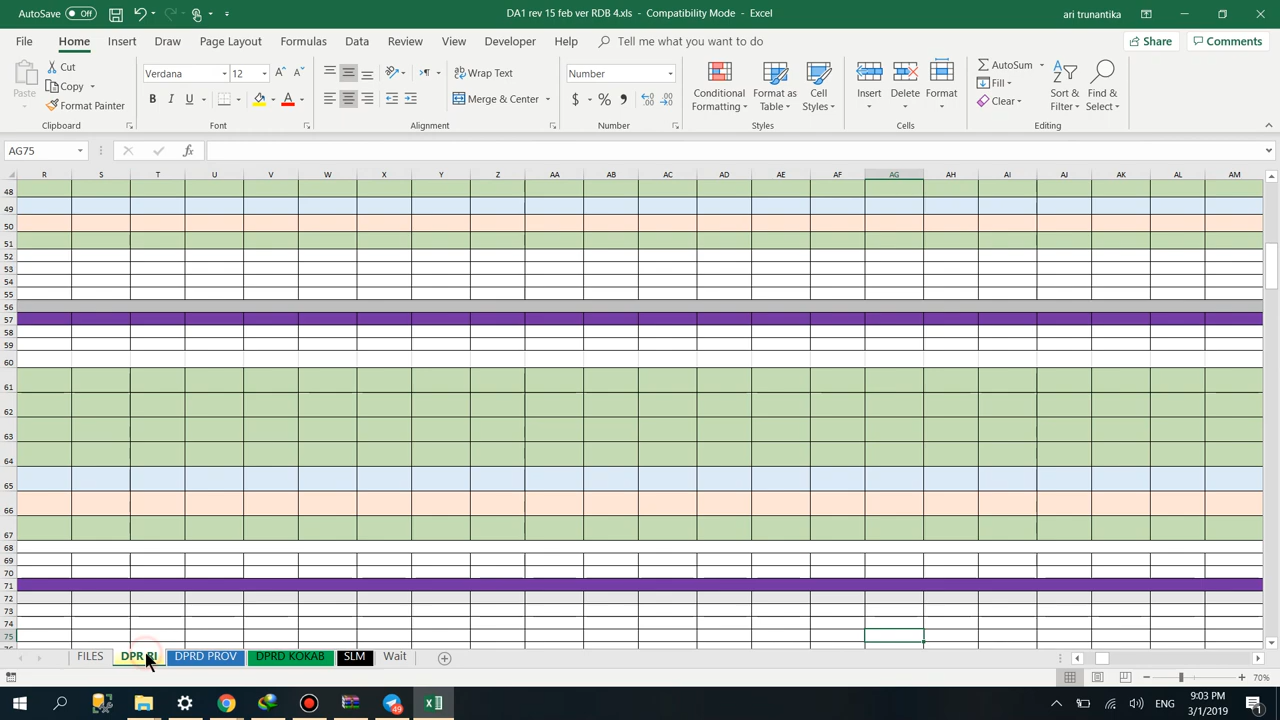 AutoSave Off DA1 rev 15 feb ver RDB 4.xls - Compatibility Mode - Excel ari trunantika
File Home Insert Draw Page Layout Formulas Data Review View Developer Help Tell me what you want to do Share Comments
Paste Cut Copy Format Painter Clipboard
Verdana 12 B I U A Font
Wrap Text Merge & Center Alignment
Number $ % Number
Conditional Formatting Format as Table Cell Styles Styles
Insert Delete Format Cells
AutoSum Fill Clear Sort & Filter Find & Select Editing
AG75 fx
R S T U V W X Y Z AA AB AC AD AE AF AG AH AI AJ AK AL AM
48
49
50
51
52
53
54
55
56
57
58
59
60
61
62
63
64
65
66
67
68
69
70
71
72
73
74
75
FILES DPR RI DPRD PROV DPRD KOKAB SLM Wait
70%
49 ENG 9:03 PM 3/1/2019 1